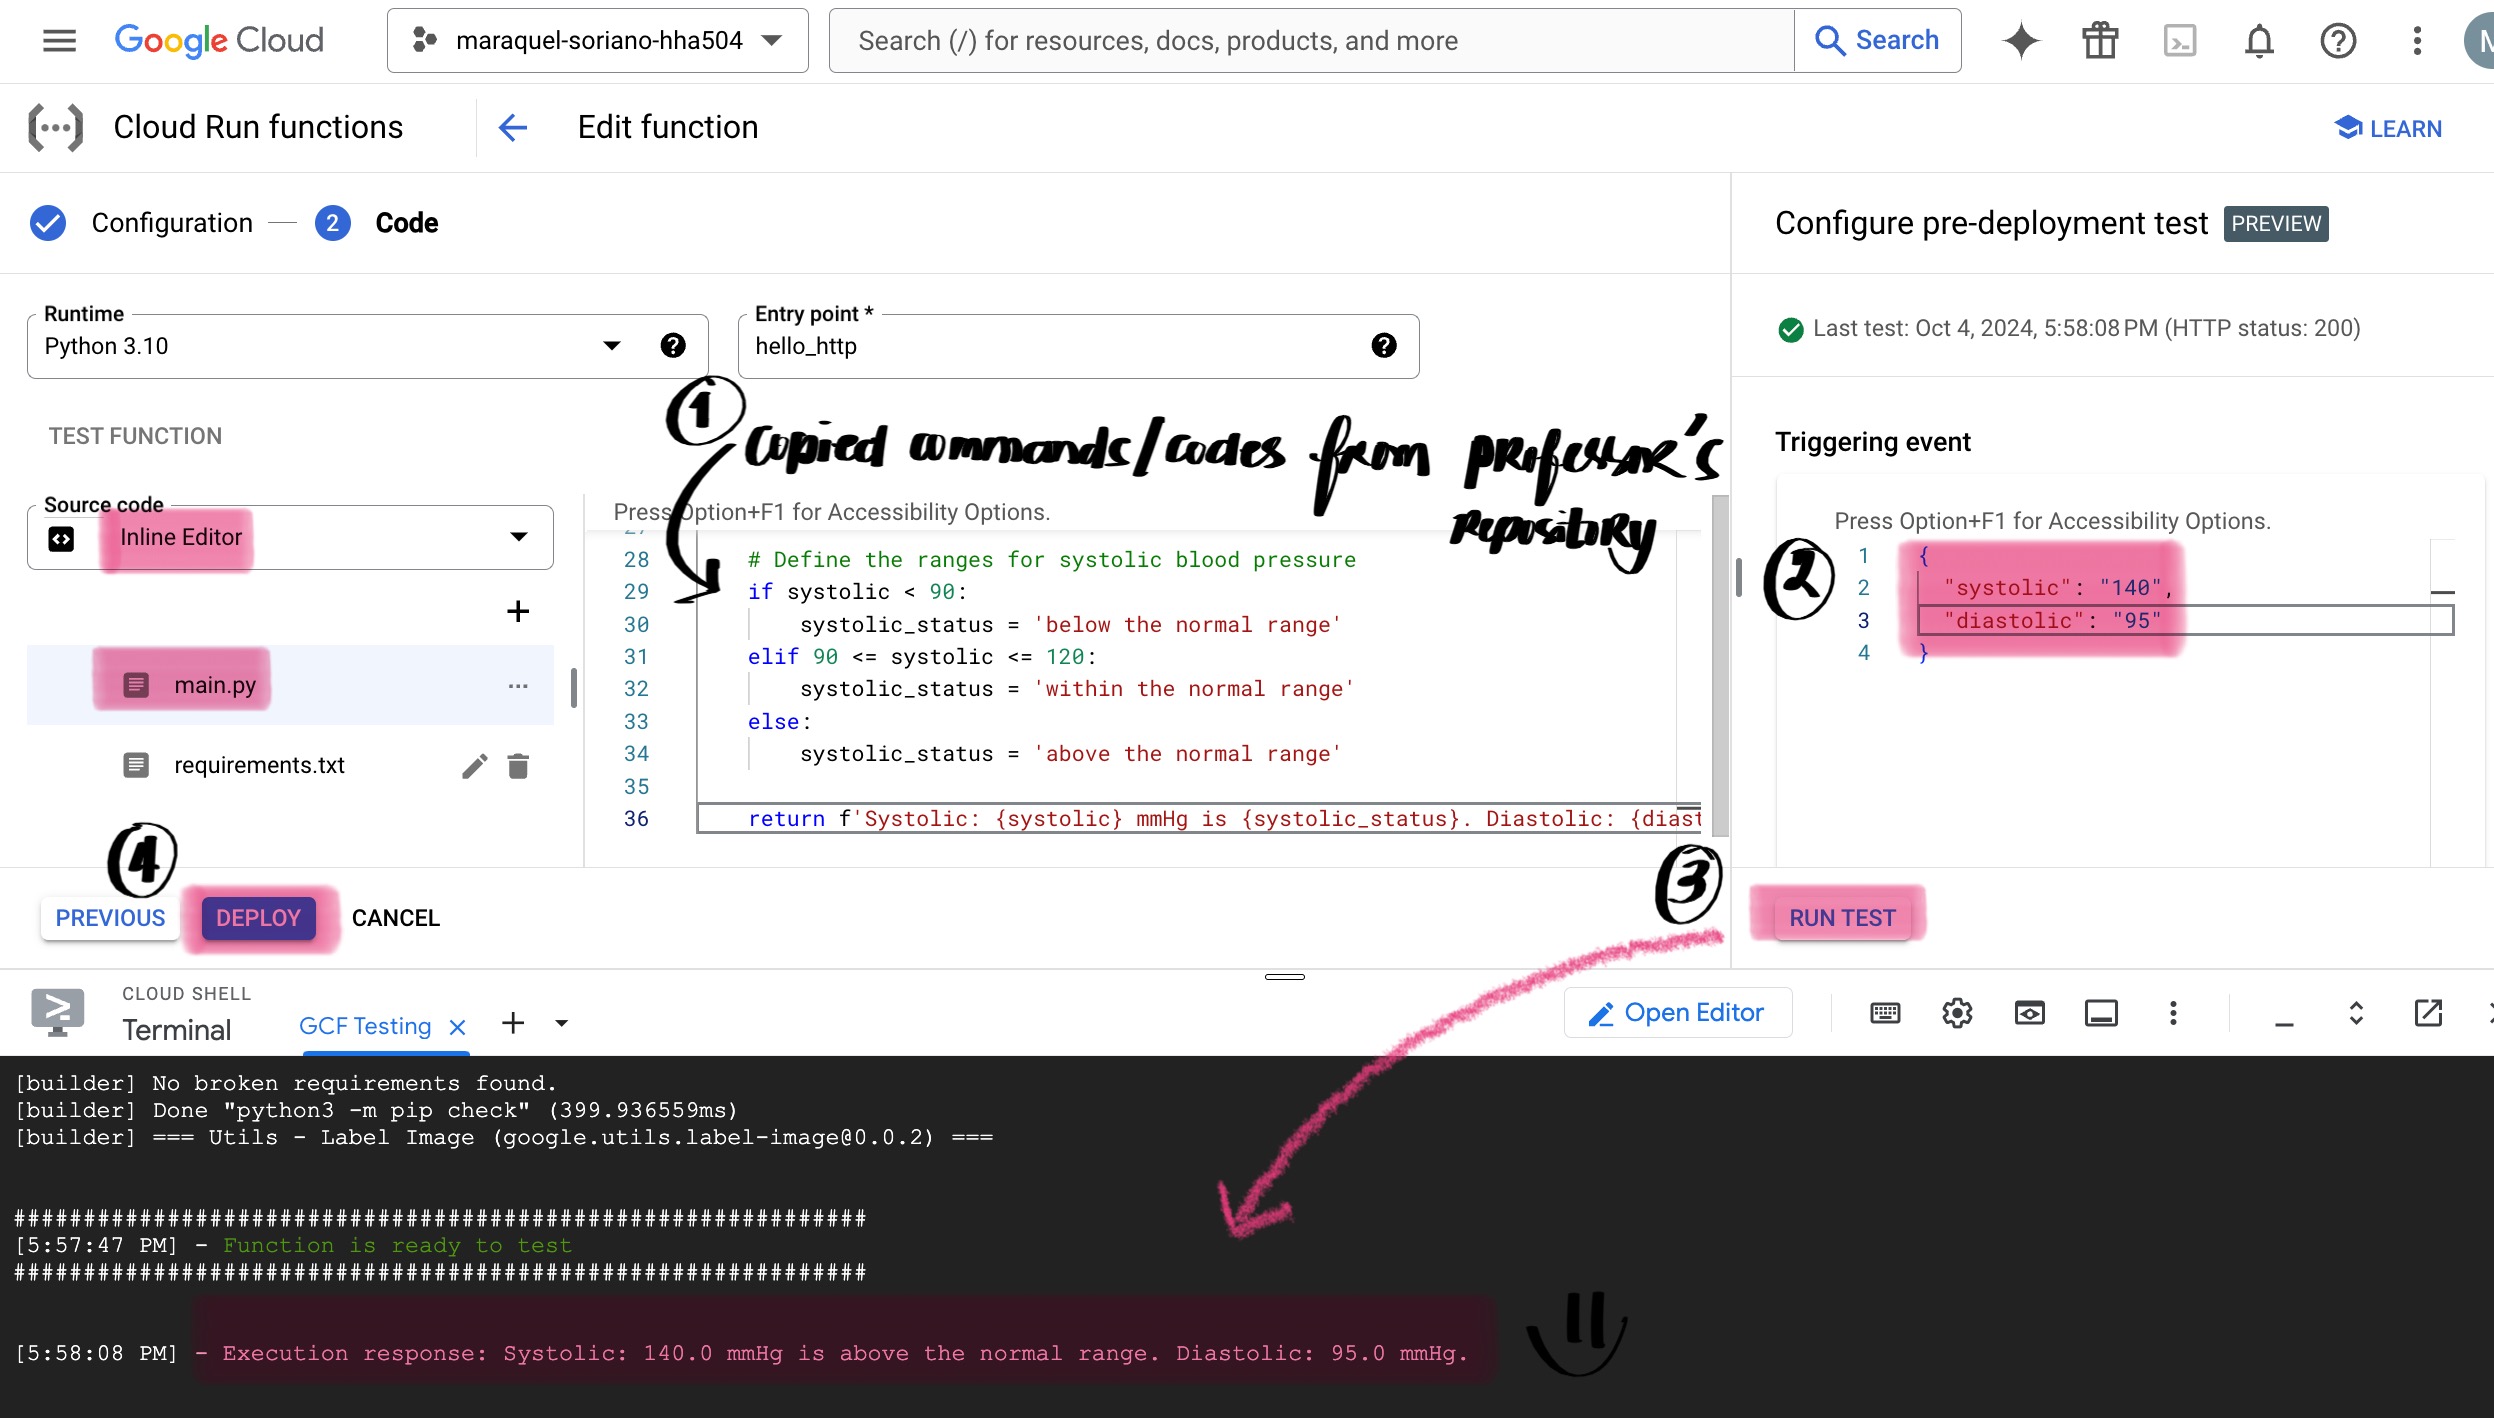 Google Cloud
maraquel-soriano-hha504
Search (/) for resources, docs, products, and more
Search
M
Cloud Run functions
Edit function
LEARN
Configuration
2
Code
Configure pre-deployment test
PREVIEW
Runtime
Python 3.10
Entry point *
hello_http
Last test: Oct 4, 2024, 5:58:08 PM (HTTP status: 200)
1
Copied commands/codes from professor's
repository
TEST FUNCTION
Triggering event
Source code
Inline Editor
Press Option+F1 for Accessibility Options.
27
28 # Define the ranges for systolic blood pressure
29 if systolic < 90:
30 systolic_status = 'below the normal range'
31 elif 90 <= systolic <= 120:
32 systolic_status = 'within the normal range'
33 else:
34 systolic_status = 'above the normal range'
35
36 return f'Systolic: {systolic} mmHg is {systolic_status}. Diastolic: {diast
main.py
requirements.txt
Press Option+F1 for Accessibility Options.
2
1 {
2 "systolic": "140",
3 "diastolic": "95"
4 }
4
PREVIOUS
DEPLOY
CANCEL
3
RUN TEST
CLOUD SHELL
Terminal
GCF Testing
Open Editor
[builder] No broken requirements found.
[builder] Done "python3 -m pip check" (399.936559ms)
[builder] === Utils - Label Image (google.utils.label-image@0.0.2) ===
#############################################################
[5:57:47 PM] - Function is ready to test
#############################################################
[5:58:08 PM] - Execution response: Systolic: 140.0 mmHg is above the normal range. Diastolic: 95.0 mmHg.